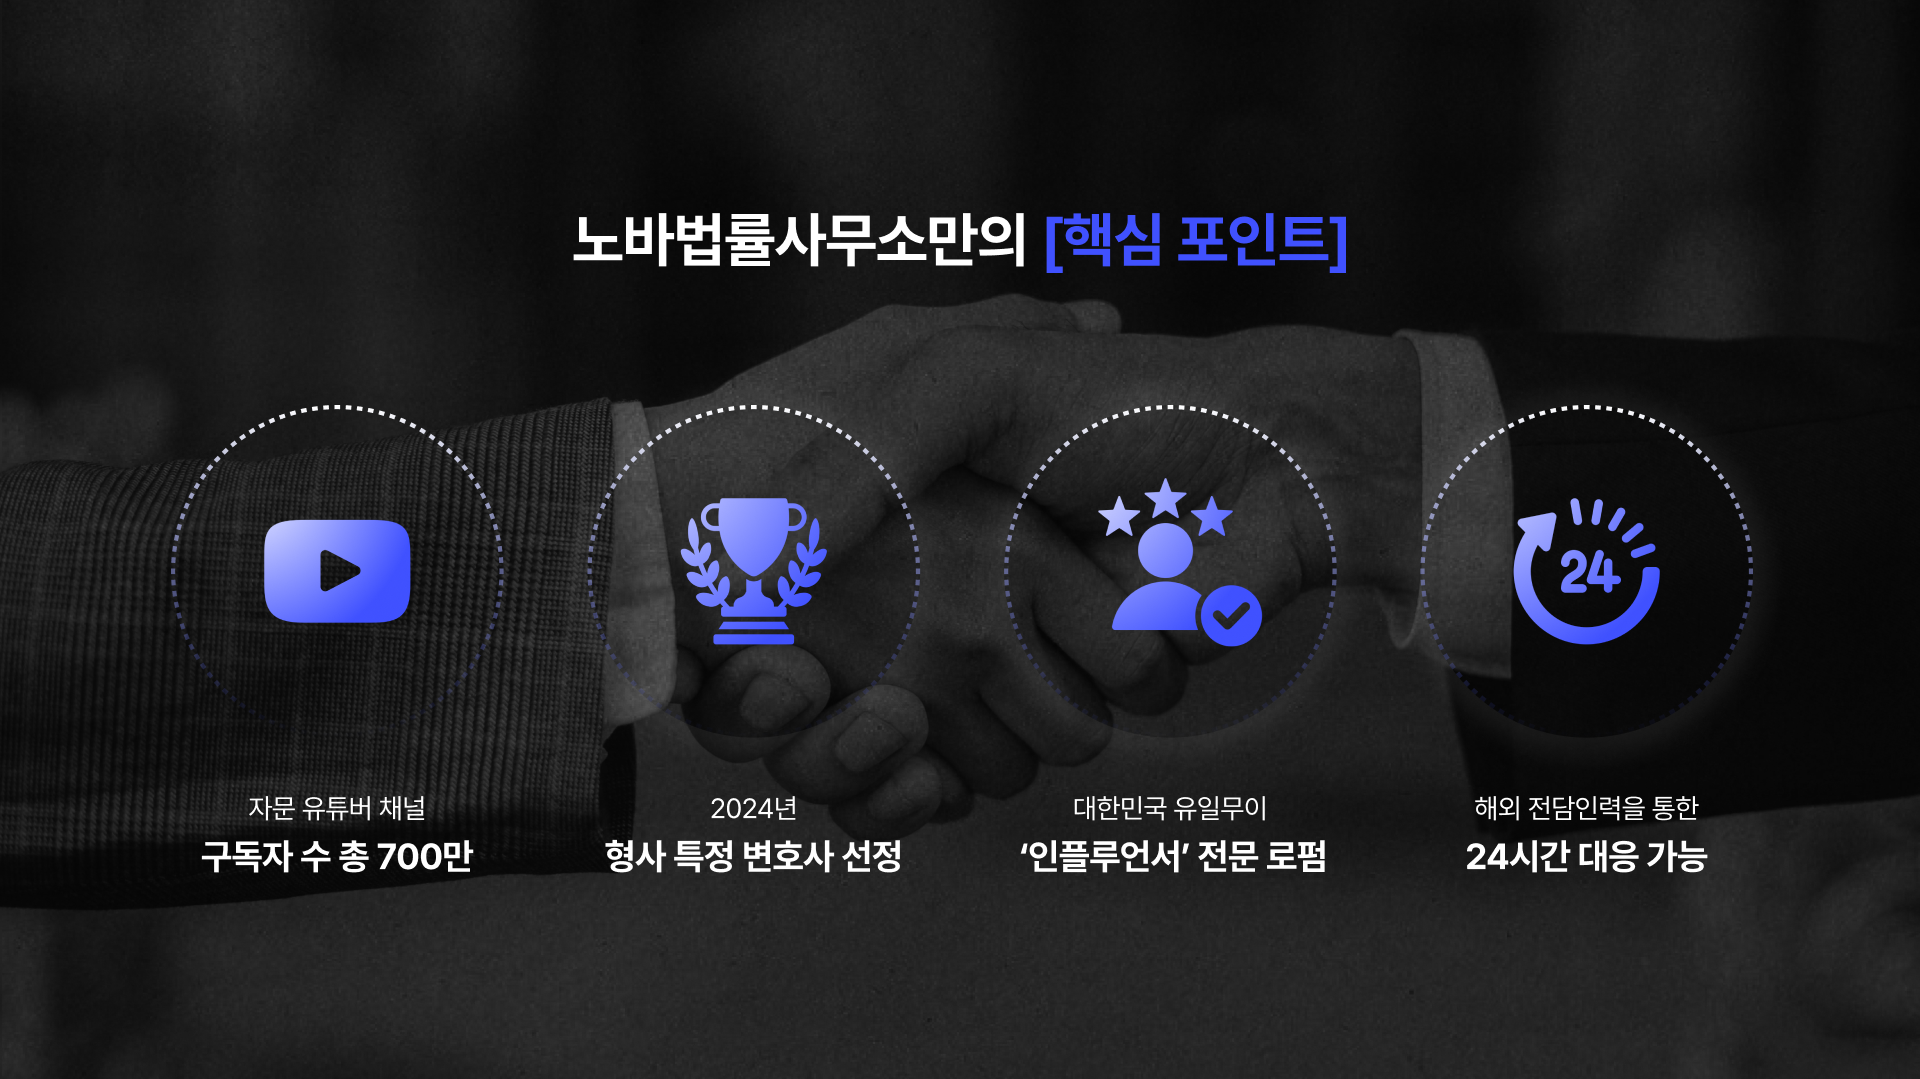 노바법률사무소만의 [핵심 포인트]
24
자문 유튜버 채널
구독자 수 총 700만
2024년
형사 특정 변호사 선정
대한민국 유일무이
‘인플루언서’ 전문 로펌
해외 전담인력을 통한
24시간 대응 가능